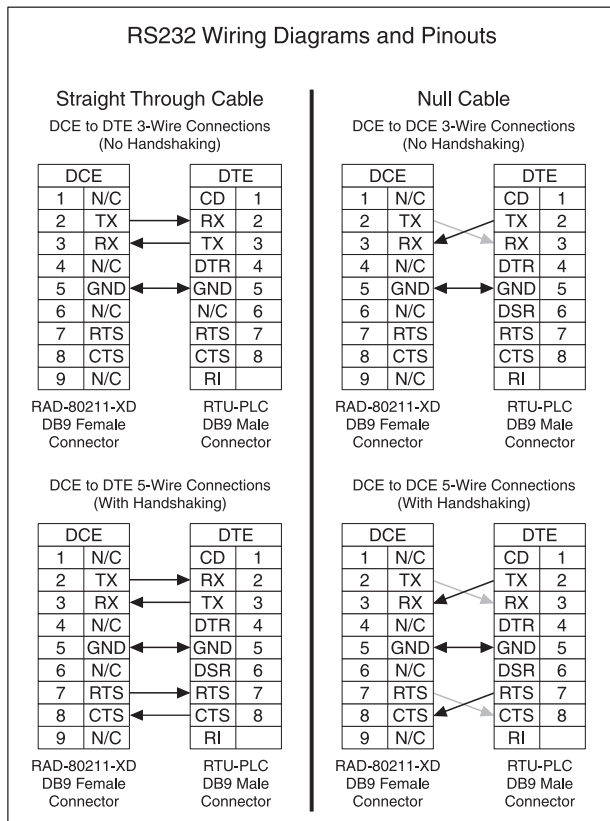 RS232 Wiring Diagrams and Pinouts
Straight Through Cable
DCE to DTE 3-Wire Connections
(No Handshaking)
DCE DTE
1 N/C CD 1
2 TX RX 2
3 RX TX 3
4 N/C DTR 4
5 GND GND 5
6 N/C N/C 6
7 RTS RTS 7
8 CTS CTS 8
9 N/C RI
RAD-80211-XD
DB9 Female
Connector
RTU-PLC
DB9 Male
Connector
DCE to DTE 5-Wire Connections
(With Handshaking)
DCE DTE
1 N/C CD 1
2 TX RX 2
3 RX TX 3
4 N/C DTR 4
5 GND GND 5
6 N/C DSR 6
7 RTS RTS 7
8 CTS CTS 8
9 N/C RI
RAD-80211-XD
DB9 Female
Connector
RTU-PLC
DB9 Male
Connector
Null Cable
DCE to DCE 3-Wire Connections
(No Handshaking)
DCE DTE
1 N/C CD 1
2 TX TX 2
3 RX RX 3
4 N/C DTR 4
5 GND GND 5
6 N/C DSR 6
7 RTS RTS 7
8 CTS CTS 8
9 N/C RI
RAD-80211-XD
DB9 Female
Connector
RTU-PLC
DB9 Male
Connector
DCE to DCE 5-Wire Connections
(With Handshaking)
DCE DTE
1 N/C CD 1
2 TX TX 2
3 RX RX 3
4 N/C DTR 4
5 GND GND 5
6 N/C DSR 6
7 RTS RTS 7
8 CTS CTS 8
9 N/C RI
RAD-80211-XD
DB9 Female
Connector
RTU-PLC
DB9 Male
Connector